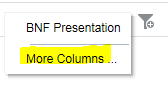 BNF Presentation
More Columns ...